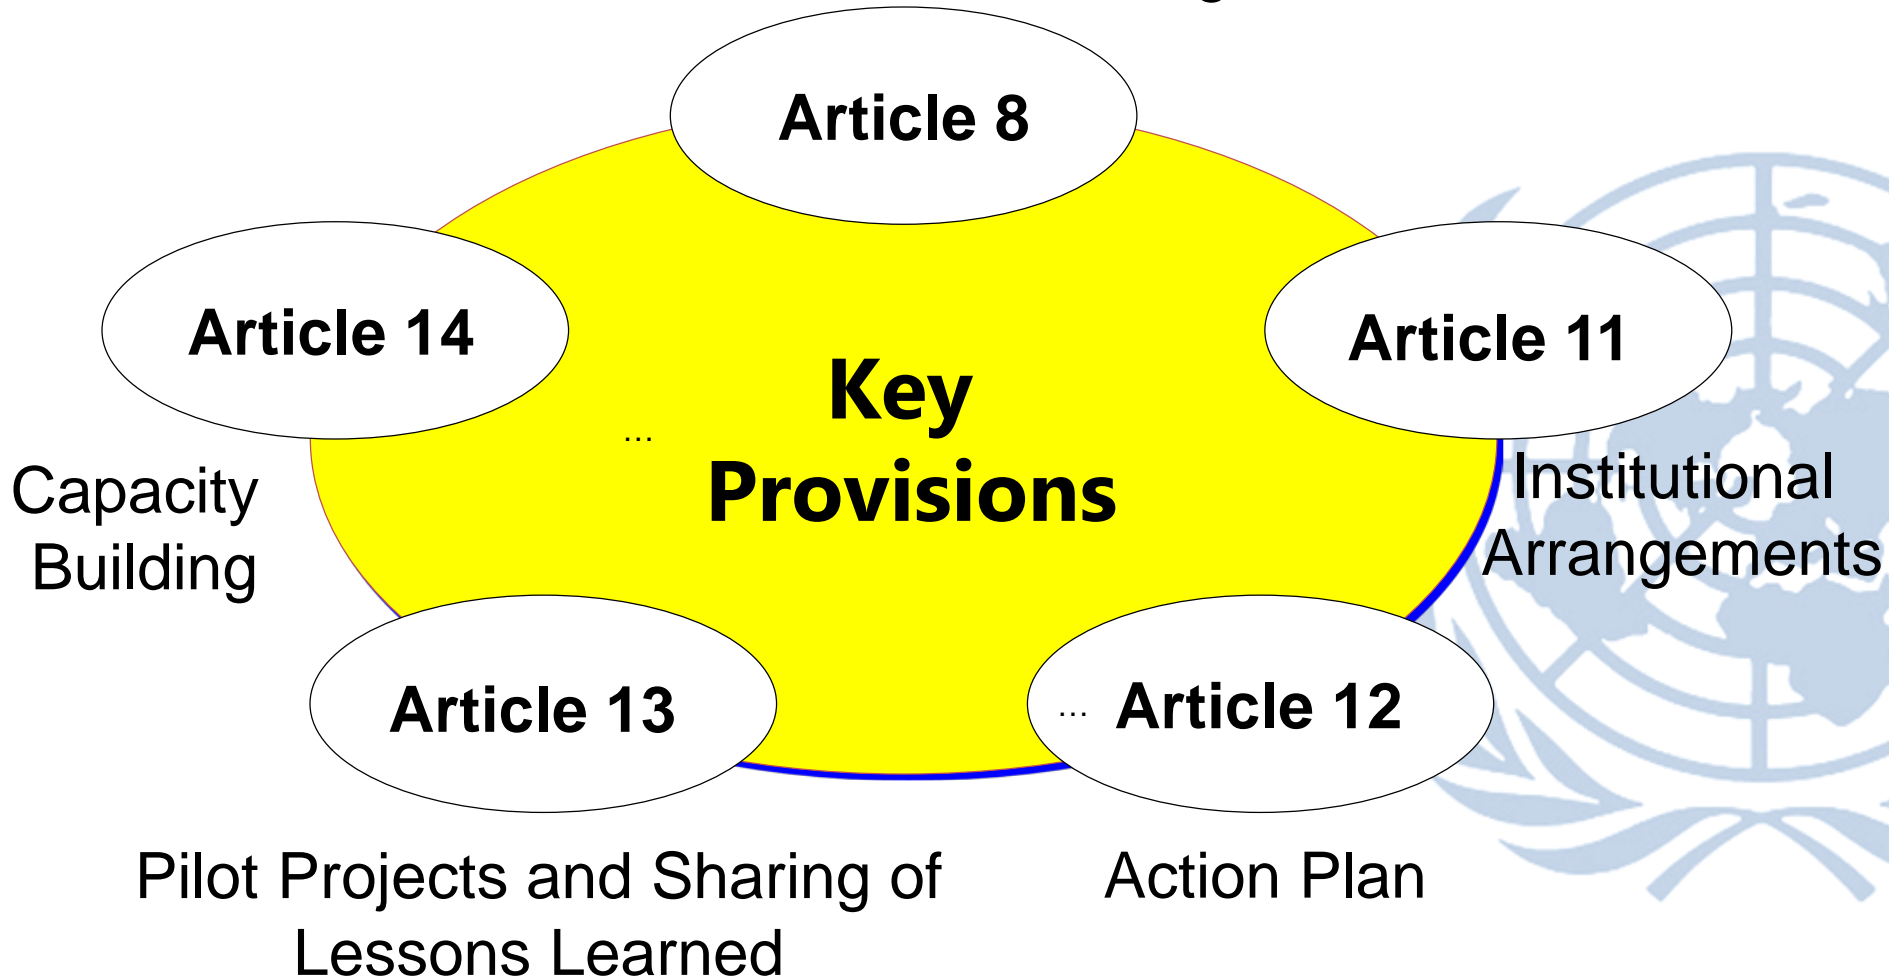 Article 8
Article 14
Article 11
Key
Provisions
...
Capacity
Building
Institutional
Arrangements
Article 13
... Article 12
Pilot Projects and Sharing of
Lessons Learned
Action Plan